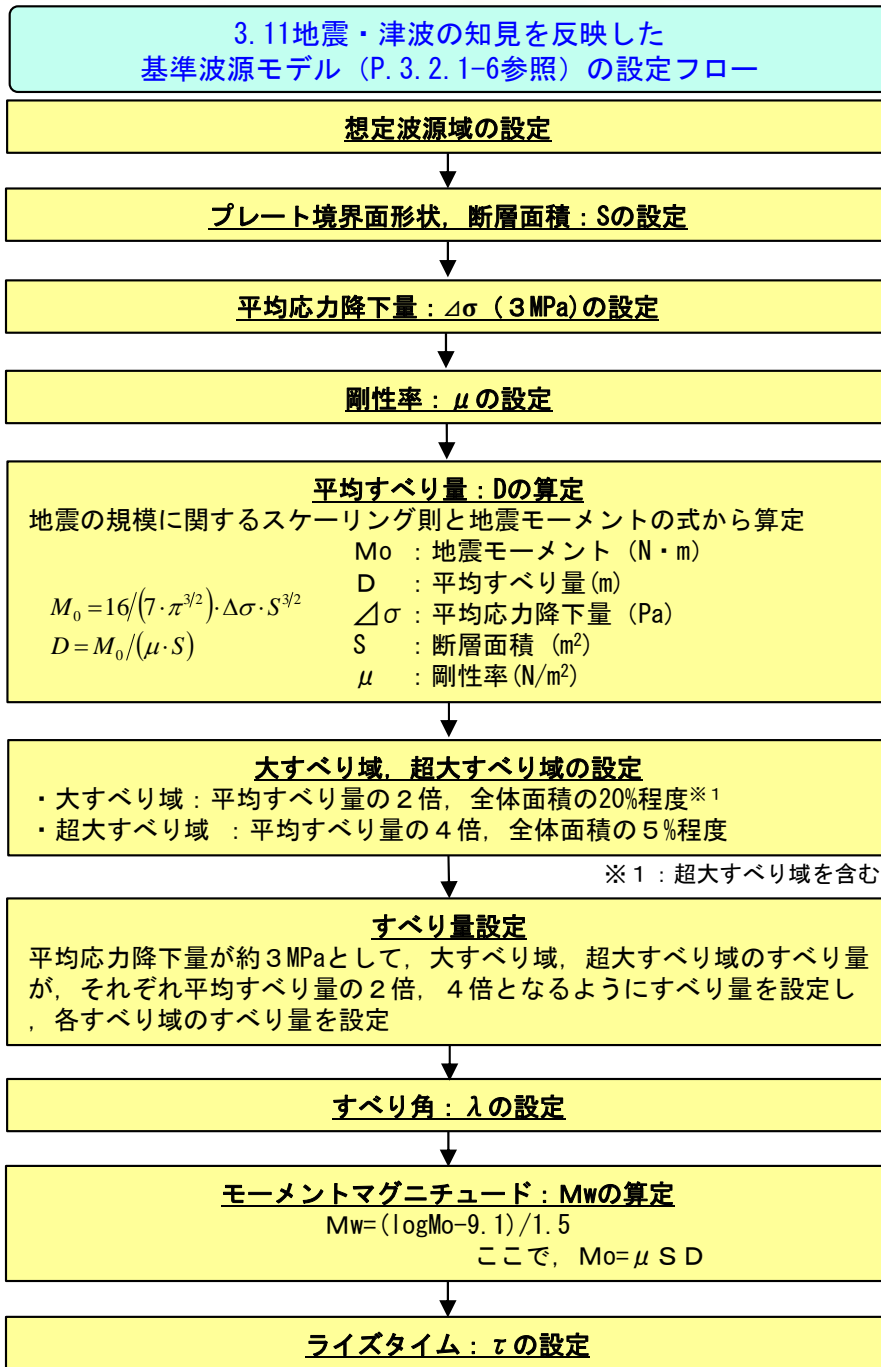 3.11地震・津波の知見を反映した
基準波源モデル（P.3.2.1-6参照）の設定フロー
想定波源域の設定
プレート境界面形状，断層面積：Sの設定
平均応力降下量：⊿σ（３MPa)の設定
剛性率：μの設定
平均すべり量：Dの算定
地震の規模に関するスケーリング則と地震モーメントの式から算定
Ｍo ：地震モーメント（N・m）
Ｄ ：平均すべり量(m)
⊿σ：平均応力降下量（Pa）
S ：断層面積（m²）
μ ：剛性率(N/m²)
M₀ = 16/(7・π^{3/2})・Δσ・S^{3/2}
D = M₀/(μ・S)
大すべり域，超大すべり域の設定
・大すべり域：平均すべり量の２倍，全体面積の20%程度※１
・超大すべり域 ：平均すべり量の４倍，全体面積の５%程度
※１：超大すべり域を含む
すべり量設定
平均応力降下量が約３MPaとして，大すべり域，超大すべり域のすべり量
が，それぞれ平均すべり量の２倍，４倍となるようにすべり量を設定し
，各すべり域のすべり量を設定
すべり角：λの設定
モーメントマグニチュード：Ｍwの算定
Ｍw=(logＭo-9.1)/1.5
ここで，Ｍo=μＳＤ
ライズタイム：τの設定